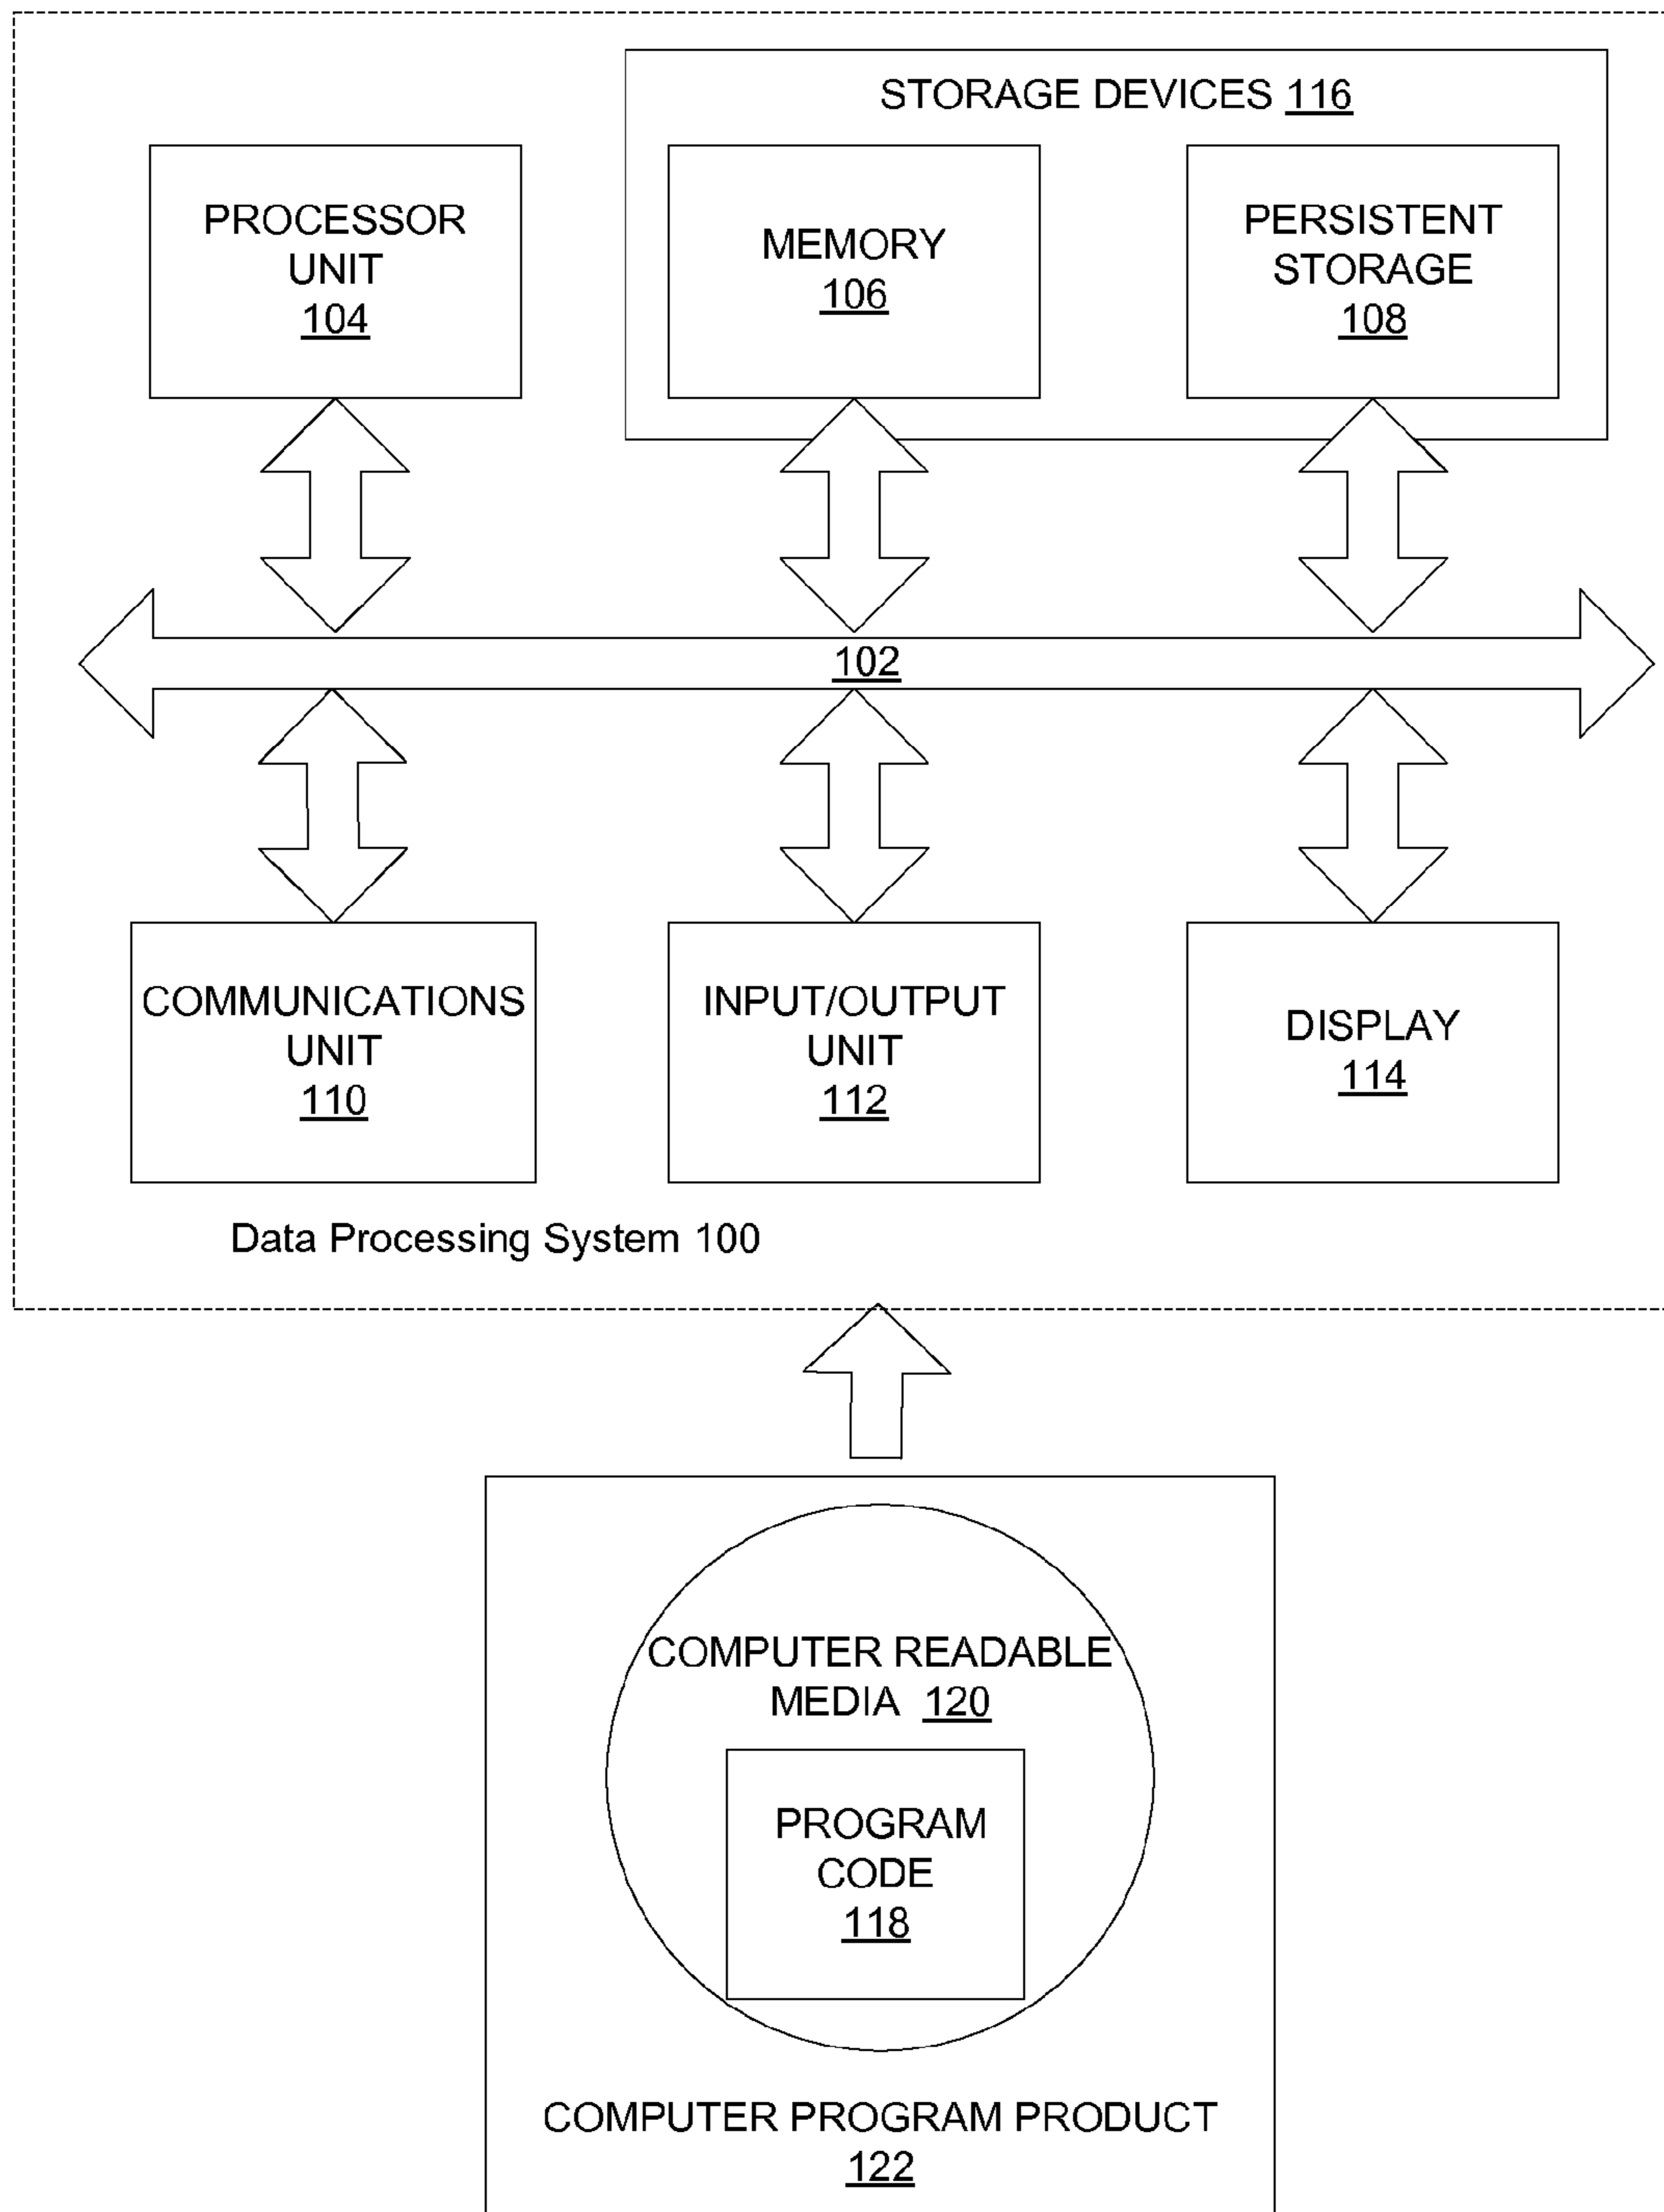 STORAGE DEVICES 116
PROCESSOR
UNIT
104
MEMORY
106
PERSISTENT
STORAGE
108
102
COMMUNICATIONS
UNIT
110
INPUT/OUTPUT
UNIT
112
DISPLAY
114
Data Processing System 100
COMPUTER READABLE
MEDIA 120
PROGRAM
CODE
118
COMPUTER PROGRAM PRODUCT
122